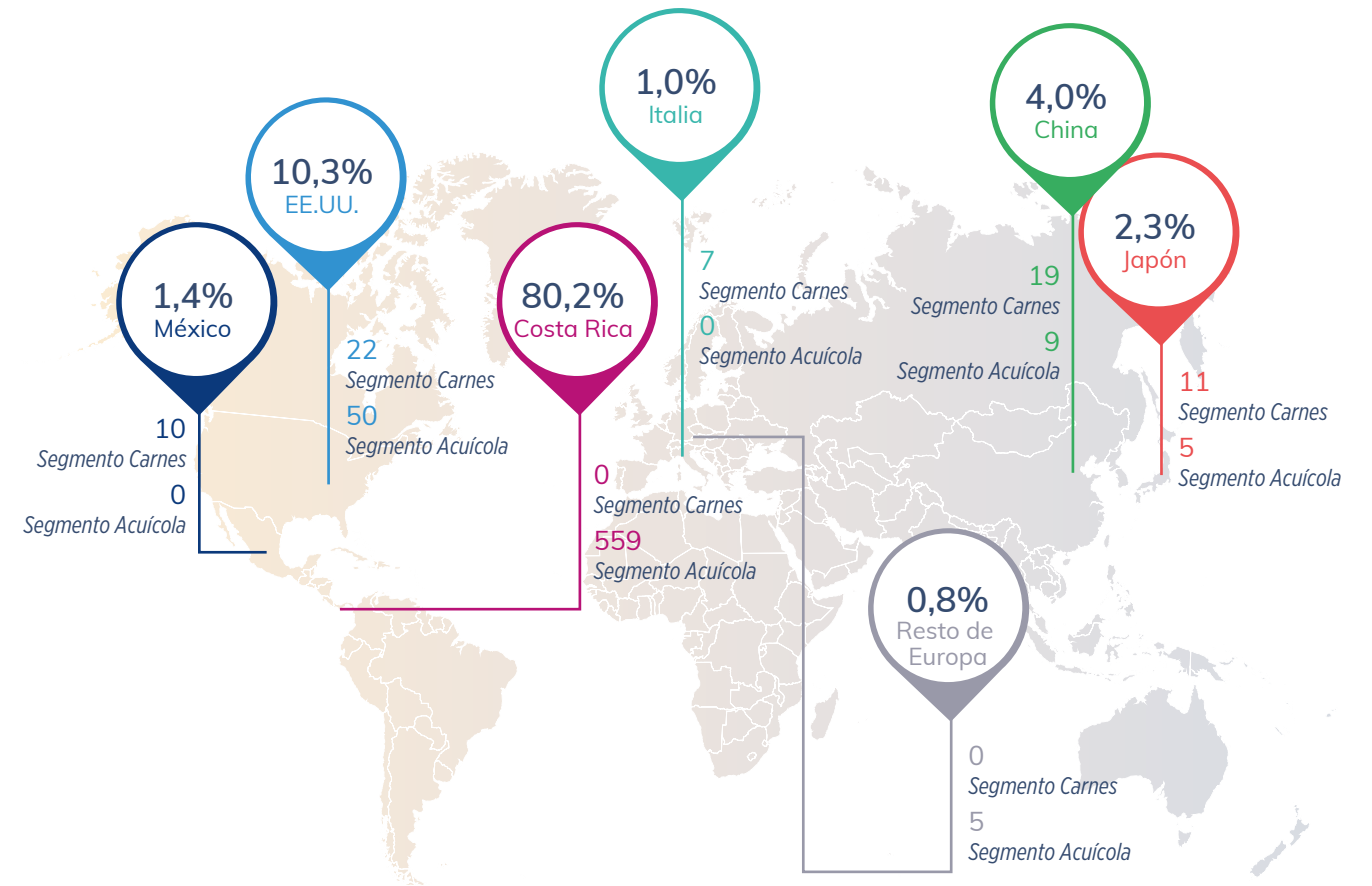 1,4%
México
10
Segmento Carnes
0
Segmento Acuícola
10,3%
EE.UU.
22
Segmento Carnes
50
Segmento Acuícola
80,2%
Costa Rica
0
Segmento Carnes
559
Segmento Acuícola
1,0%
Italia
7
Segmento Carnes
0
Segmento Acuícola
4,0%
China
19
Segmento Carnes
9
Segmento Acuícola
2,3%
Japón
11
Segmento Carnes
5
Segmento Acuícola
0,8%
Resto de
Europa
0
Segmento Carnes
5
Segmento Acuícola